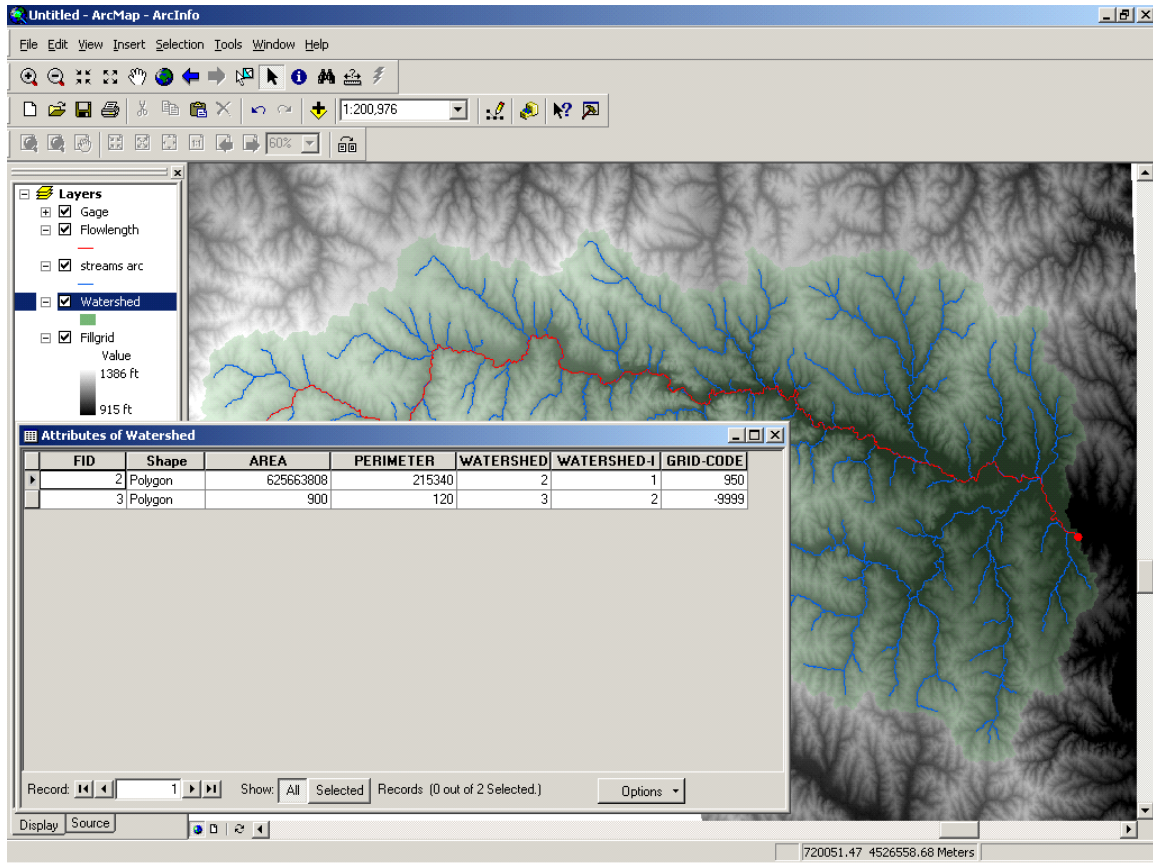 Untitled - ArcMap - ArcInfo
File Edit View Insert Selection Tools Window Help
1:200,976
1:1 60%
Layers
Gage
Flowlength
streams arc
Watershed
Fillgrid
Value
1386 ft
915 ft
Attributes of Watershed
FID Shape AREA PERIMETER WATERSHED WATERSHED-I GRID-CODE
2 Polygon 625663808 215340 2 1 950
3 Polygon 900 120 3 2 -9999
Record: 1 Show: All Selected Records (0 out of 2 Selected.) Options
Display Source
720051.47 4526558.68 Meters